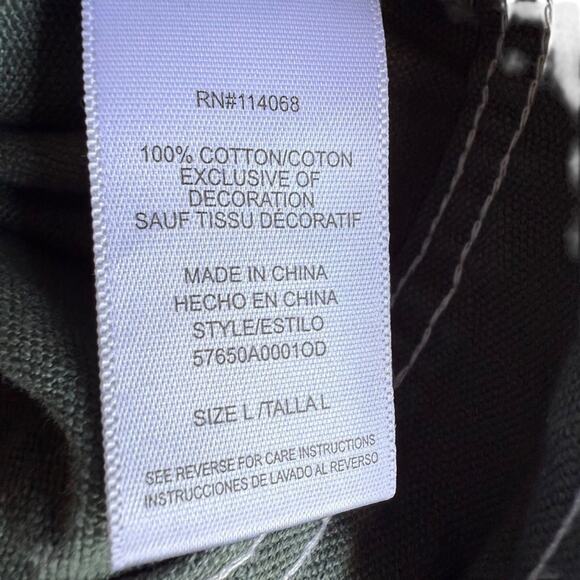 RN#114068
100% COTTON/COTON
EXCLUSIVE OF
DECORATION
SAUF TISSU DÉCORATIF
MADE IN CHINA
HECHO EN CHINA
STYLE/ESTILO
57650A0001OD
SIZE L /TALLA L
SEE REVERSE FOR CARE INSTRUCTIONS
INSTRUCCIONES DE LAVADO AL REVERSO